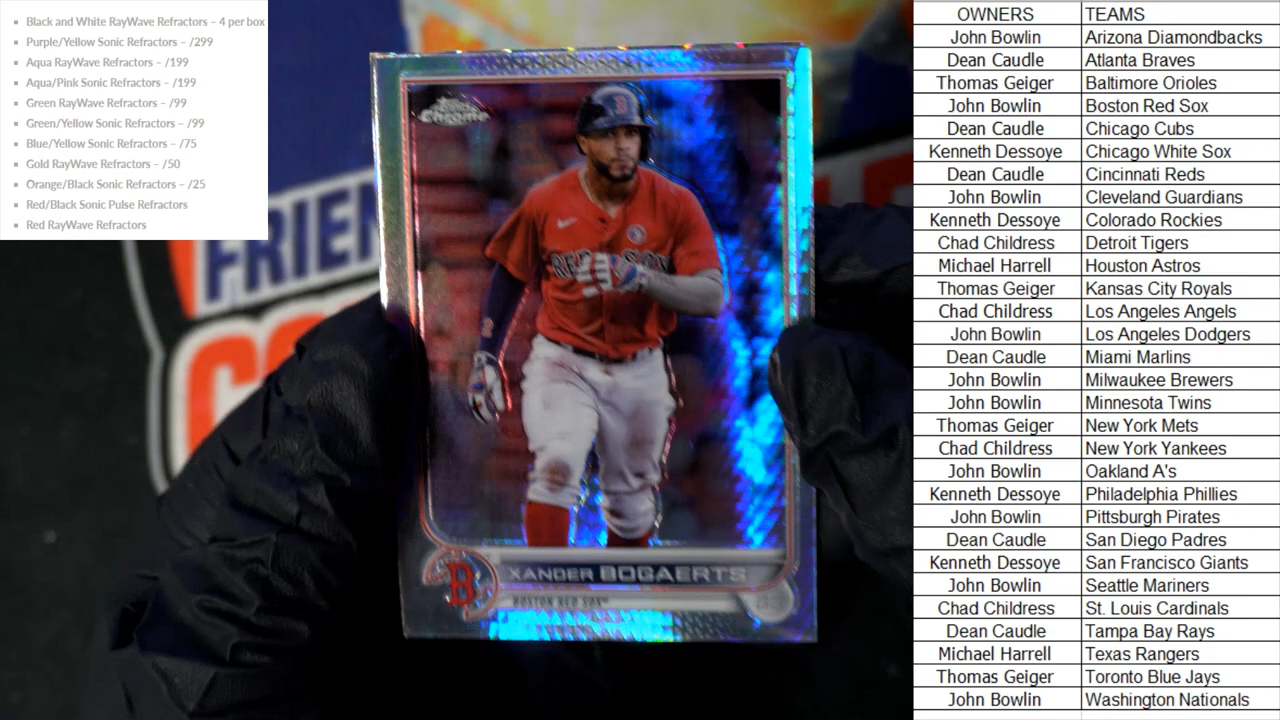 Black and White RayWave Refractors – 4 per box
Purple/Yellow Sonic Refractors – /299
Aqua RayWave Refractors – /199
Aqua/Pink Sonic Refractors – /199
Green RayWave Refractors – /99
Green/Yellow Sonic Refractors – /99
Blue/Yellow Sonic Refractors – /75
Gold RayWave Refractors – /50
Orange/Black Sonic Refractors – /25
Red/Black Sonic Pulse Refractors
Red RayWave Refractors
Topps
Chrome
RED SOX
B
XANDER BOGAERTS
BOSTON RED SOX
OWNERS TEAMS
John Bowlin Arizona Diamondbacks
Dean Caudle Atlanta Braves
Thomas Geiger Baltimore Orioles
John Bowlin Boston Red Sox
Dean Caudle Chicago Cubs
Kenneth Dessoye Chicago White Sox
Dean Caudle Cincinnati Reds
John Bowlin Cleveland Guardians
Kenneth Dessoye Colorado Rockies
Chad Childress Detroit Tigers
Michael Harrell Houston Astros
Thomas Geiger Kansas City Royals
Chad Childress Los Angeles Angels
John Bowlin Los Angeles Dodgers
Dean Caudle Miami Marlins
John Bowlin Milwaukee Brewers
John Bowlin Minnesota Twins
Thomas Geiger New York Mets
Chad Childress New York Yankees
John Bowlin Oakland A's
Kenneth Dessoye Philadelphia Phillies
John Bowlin Pittsburgh Pirates
Dean Caudle San Diego Padres
Kenneth Dessoye San Francisco Giants
John Bowlin Seattle Mariners
Chad Childress St. Louis Cardinals
Dean Caudle Tampa Bay Rays
Michael Harrell Texas Rangers
Thomas Geiger Toronto Blue Jays
John Bowlin Washington Nationals